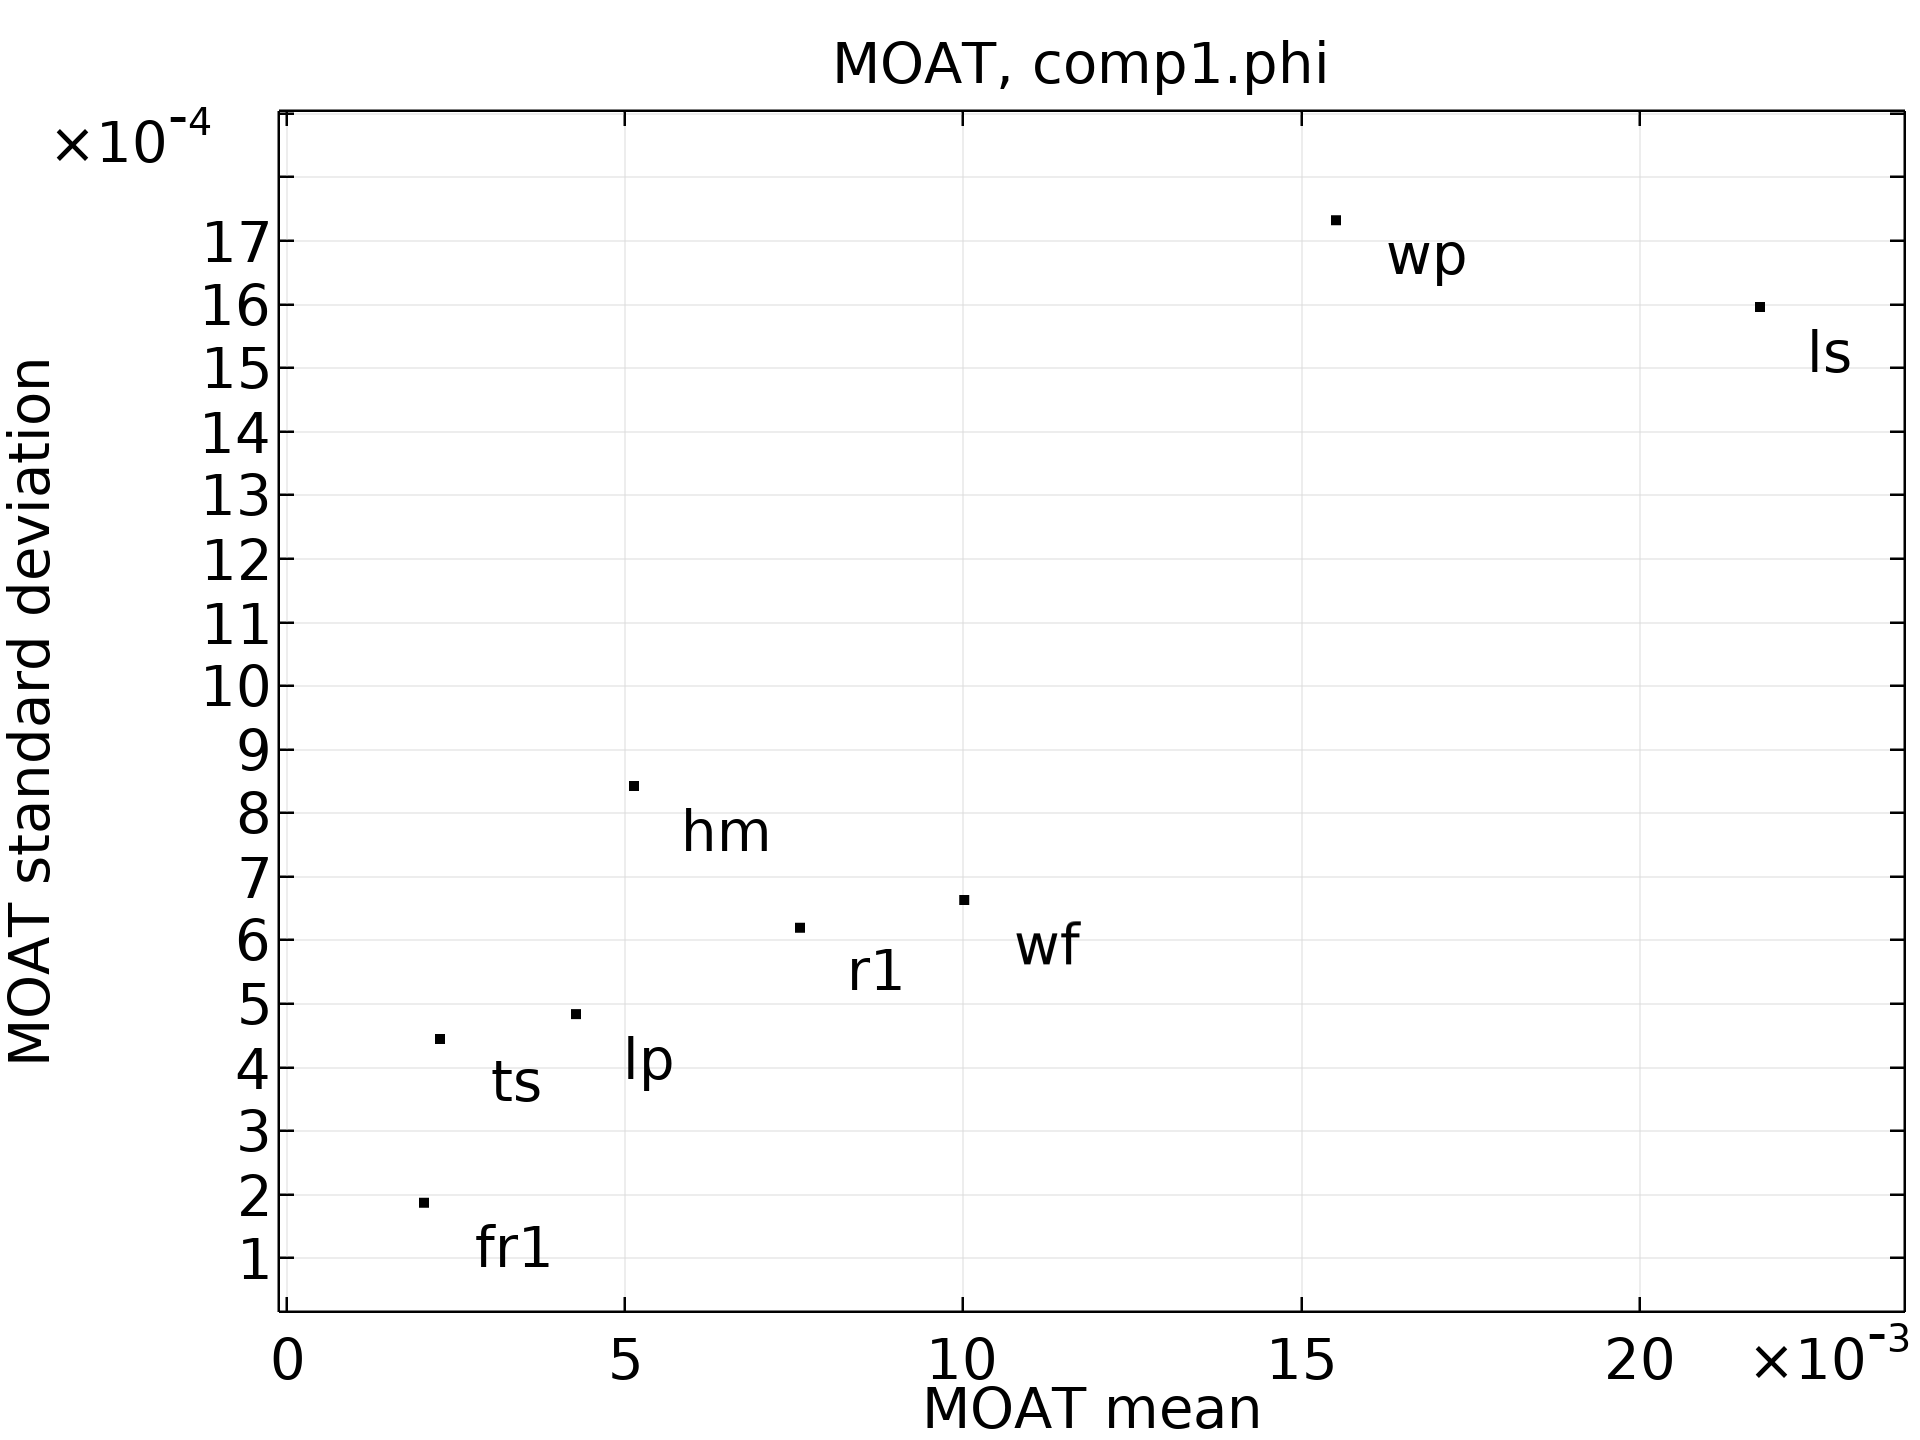 MOAT, comp1.phi
×10⁻⁴
17
16
15
14
13
12
11
10
9
8
7
6
5
4
3
2
1
MOAT standard deviation
wp
ls
hm
wf
r1
lp
ts
fr1
0 5 10 15 20 ×10⁻³
MOAT mean